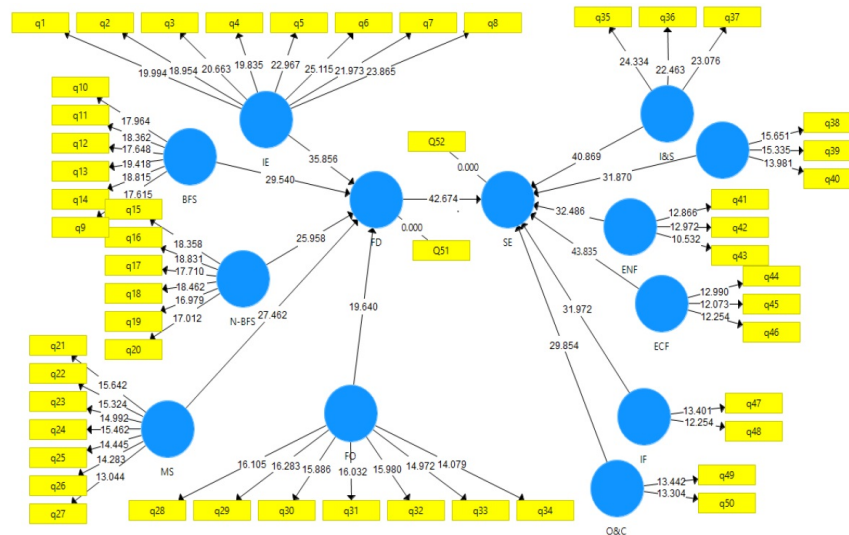 q1 q2 q3 q4 q5 q6 q7 q8
19.994 18.954 20.663 19.835 22.967 25.115 21.973 23.865
IE
q10
q11
q12
q13
q14
q9
17.964
18.362
17.648
19.418
18.815
17.615
BFS
q15
q16
q17
q18
q19
q20
18.358
18.831
17.710
18.462
16.979
17.012
N-BFS
q21
q22
q23
q24
q25
q26
q27
15.642
15.324
14.992
15.462
14.445
14.283
13.044
MS
35.856
29.540
25.958
27.462
19.640
FD
0.000
Q51
42.674
Q52
0.000
SE
FO
16.105 16.283 15.886 16.032 15.980 14.972 14.079
q28 q29 q30 q31 q32 q33 q34
q35 q36 q37
24.334 22.463 23.076
I&S
40.869
31.870
32.486
43.835
31.972
29.854
15.651
15.335
13.981
q38
q39
q40
ENF
12.866
12.972
10.532
q41
q42
q43
ECF
12.990
12.073
12.254
q44
q45
q46
IF
13.401
12.254
q47
q48
O&C
13.442
13.304
q49
q50